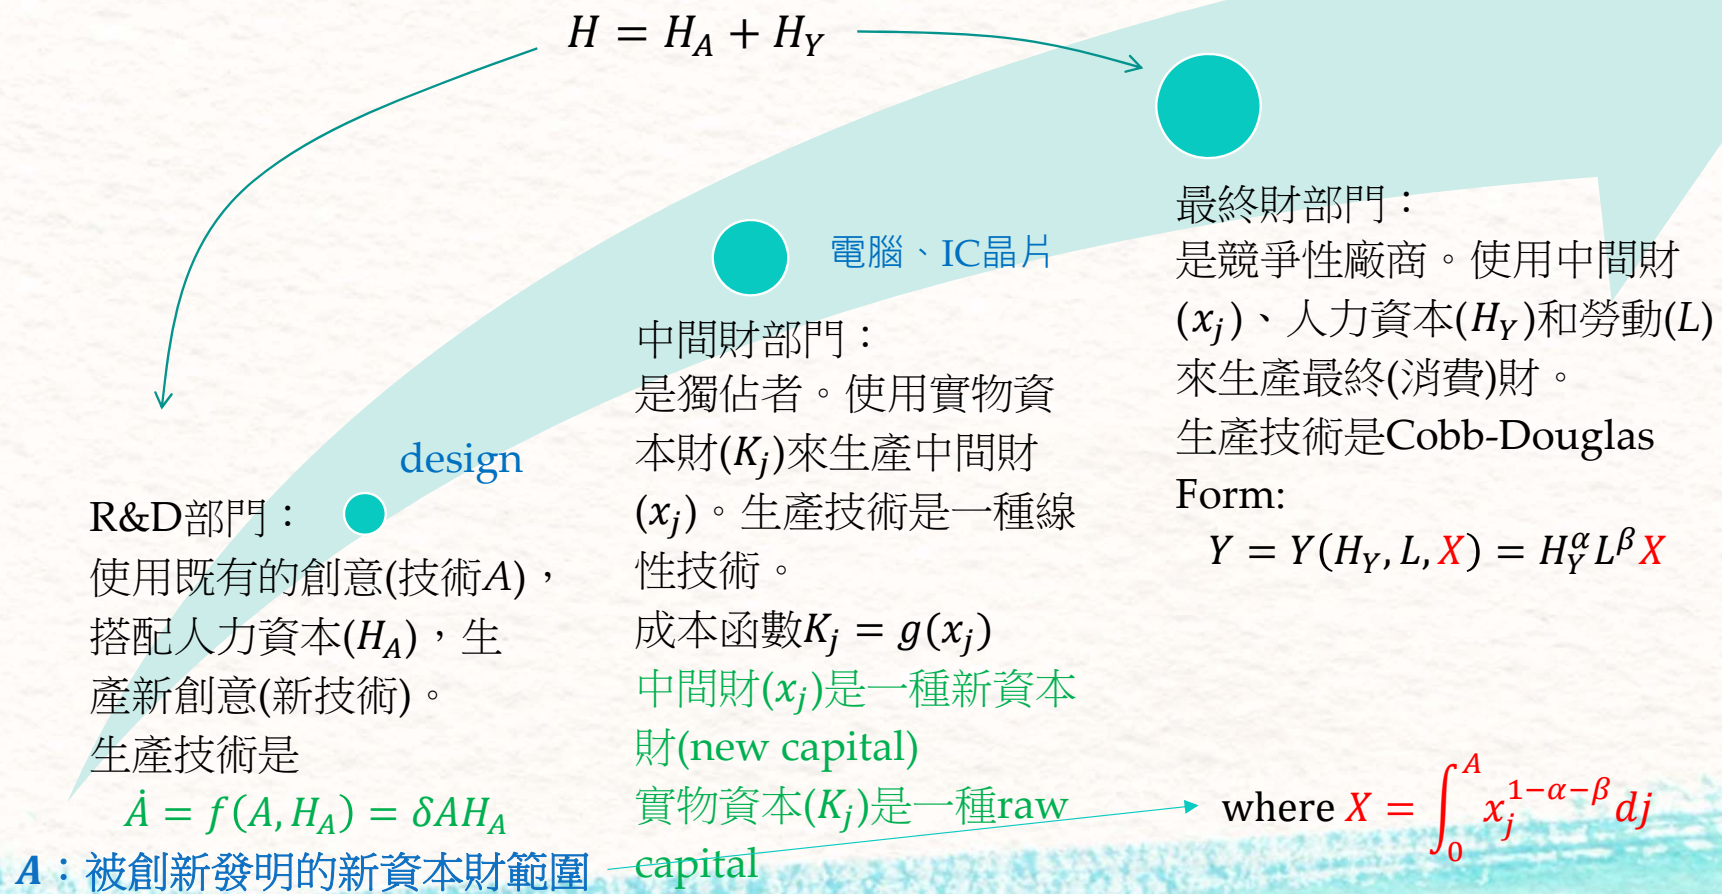 H = H_A + H_Y
R&D部門：
使用既有的創意(技術A)，
搭配人力資本(H_A)，生
產新創意(新技術)。
生產技術是
Ȧ = f(A, H_A) = δAH_A
A：被創新發明的新資本財範圍
design
電腦、IC晶片
中間財部門：
是獨佔者。使用實物資
本財(K_j)來生產中間財
(x_j)。生產技術是一種線
性技術。
成本函數K_j = g(x_j)
中間財(x_j)是一種新資本
財(new capital)
實物資本(K_j)是一種raw
capital
最終財部門：
是競爭性廠商。使用中間財
(x_j)、人力資本(H_Y)和勞動(L)
來生產最終(消費)財。
生產技術是Cobb-Douglas
Form:
Y = Y(H_Y, L, X) = H_Y^α L^β X
where X = ∫_0^A x_j^{1−α−β} dj